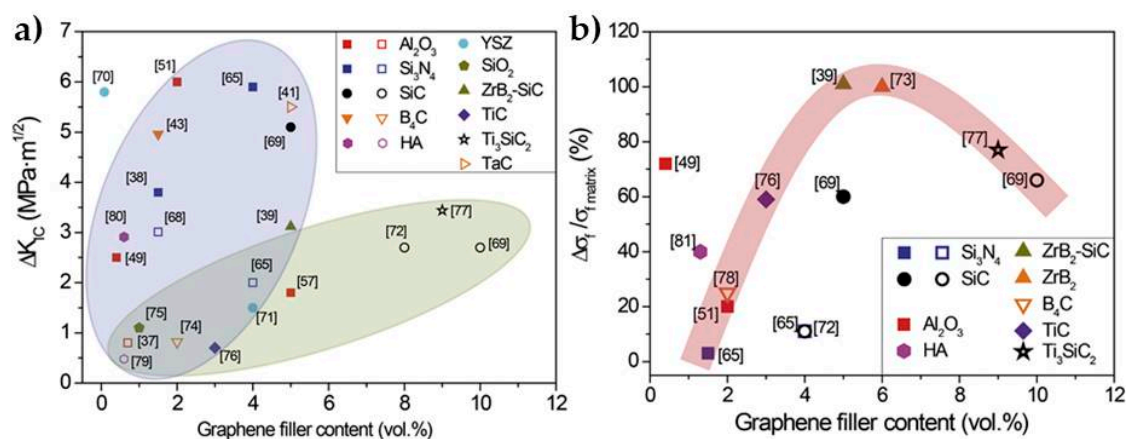 a)
ΔK_IC (MPa·m^1/2)
7
6
5
4
3
2
1
0
[70]
[51]
[65]
[41]
[43]
[69]
[38]
[80]
[68]
[39]
[49]
[72]
[77]
[69]
[65]
[57]
[75]
[74]
[71]
[37]
[76]
[79]
Al₂O₃
Si₃N₄
SiC
B₄C
HA
YSZ
SiO₂
ZrB₂-SiC
TiC
Ti₃SiC₂
TaC
0 2 4 6 8 10 12
Graphene filler content (vol.%)
b)
Δσ_f/σ_f matrix (%)
120
100
80
60
40
20
0
[39]
[73]
[49]
[77]
[76]
[69]
[69]
[81]
[78]
[51]
[65]
[72]
[65]
Si₃N₄
SiC
Al₂O₃
HA
ZrB₂-SiC
ZrB₂
B₄C
TiC
Ti₃SiC₂
0 2 4 6 8 10 12
Graphene filler content (vol.%)